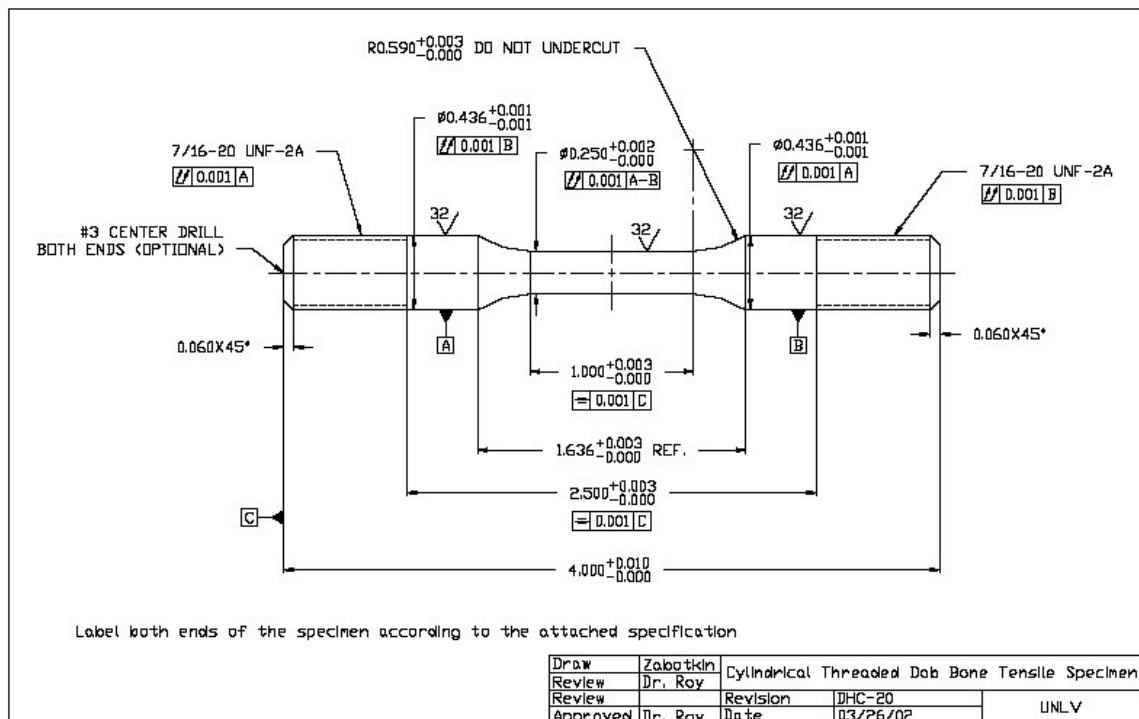 R0.590 +0.003 -0.000 DO NOT UNDERCUT
ø0.436 +0.001 -0.001
// 0.001 B
ø0.250 +0.002 -0.000
// 0.001 A-B
ø0.436 +0.001 -0.001
// 0.001 A
7/16-20 UNF-2A
// 0.001 A
7/16-20 UNF-2A
// 0.001 B
#3 CENTER DRILL
BOTH ENDS (OPTIONAL)
32
32
32
A
B
0.060X45°
0.060X45°
1.000 +0.003 -0.000
= 0.001 C
1.636 +0.003 -0.000 REF.
2.500 +0.003 -0.000
= 0.001 C
C
4.000 +0.010 -0.000
Label both ends of the specimen according to the attached specification
Draw Zabotkin Cylindrical Threaded Dob Bone Tensile Specimen
Review Dr. Roy
Review Revision DHC-20 UNLV
Approved Dr. Roy Date 03/26/02